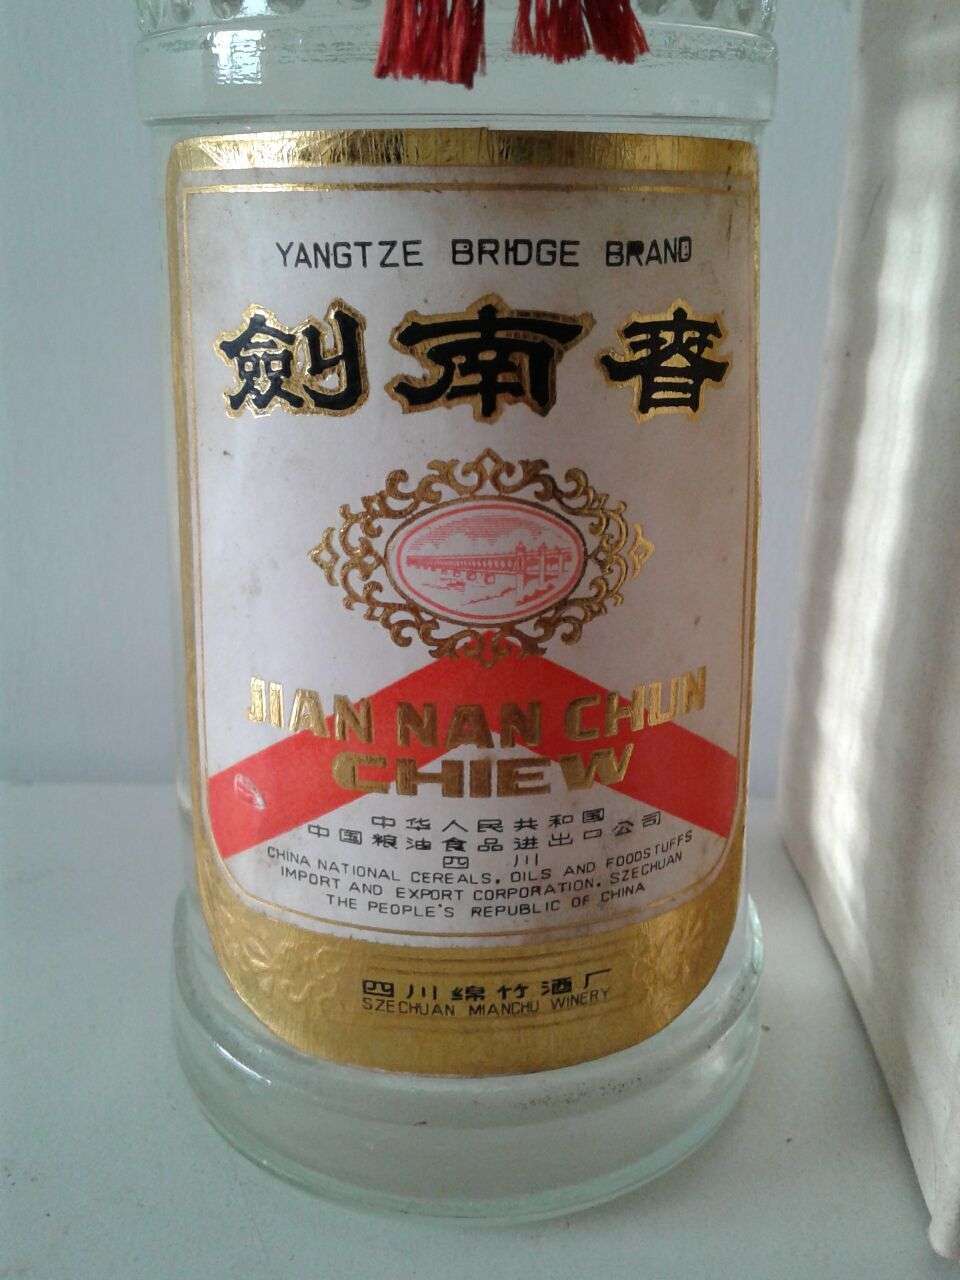 YANGTZE BRIDGE BRAND
劍南春
JIAN NAN CHUN
CHIEW
中华人民共和国
中国粮油食品进出口公司
四川
CHINA NATIONAL CEREALS, OILS AND FOODSTUFFS
IMPORT AND EXPORT CORPORATION, SZECHUAN
THE PEOPLE'S REPUBLIC OF CHINA
四川绵竹酒厂
SZECHUAN MIANCHU WINERY